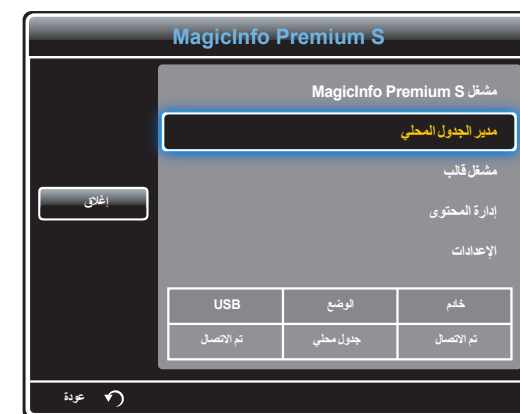 MagicInfo Premium S
مشغل MagicInfo Premium S
مدير الجدول المحلي
مشغل قالب
إدارة المحتوى
الإعدادات
إغلاق
خادم الوضع USB
تم الاتصال جدول محلي تم الاتصال
عودة